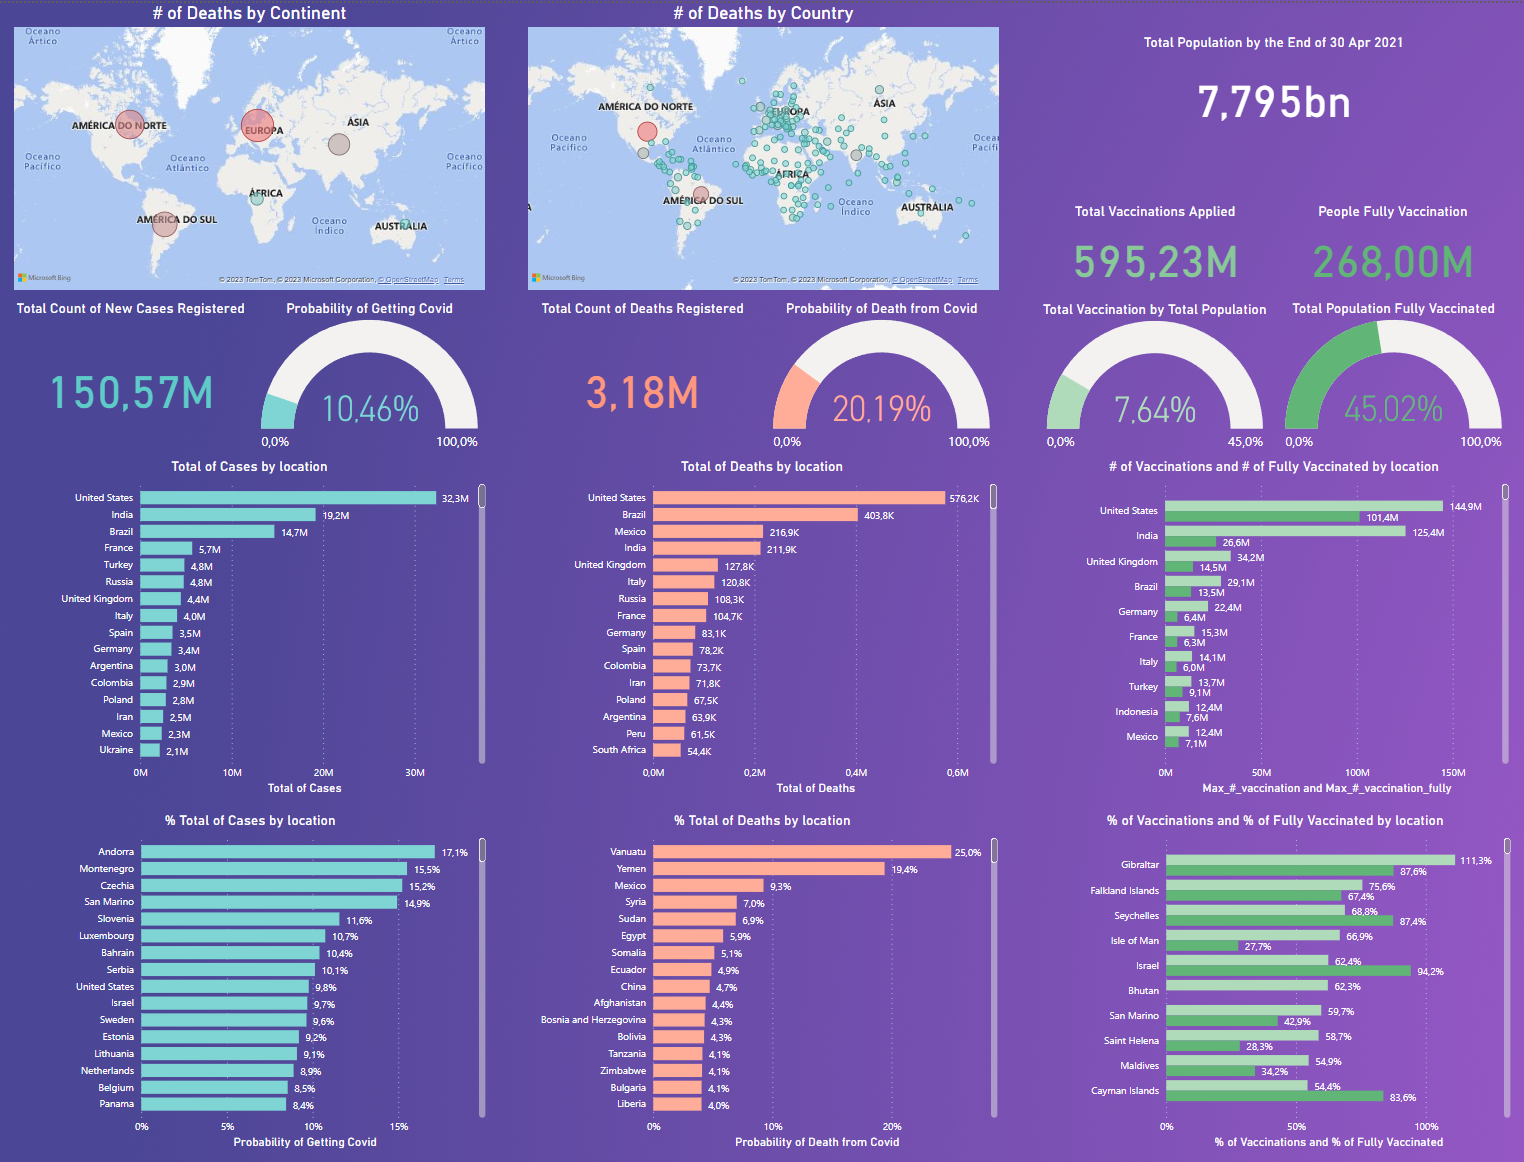 # of Deaths by Continent
Oceano
Ártico
Oceano
Ártico
AMÉRICA DO NORTE
EUROPA
ÁSIA
Oceano
Pacífico
Oceano
Atlântico
Oceano
Pacífico
ÁFRICA
AMÉRICA DO SUL
Oceano
Índico
AUSTRÁLIA
Microsoft Bing
© 2023 TomTom, © 2023 Microsoft Corporation, © OpenStreetMap Terms
# of Deaths by Country
AMÉRICA DO NORTE
EUROPA
ÁSIA
Oceano
Pacífico
Oceano
Atlântico
Ocean
Pacífi
ÁFRICA
AMÉRICA DO SUL
Oceano
Índico
AUSTRÁLIA
A
Microsoft Bing
© 2023 TomTom, © 2023 Microsoft Corporation, © OpenStreetMap Terms
Total Population by the End of 30 Apr 2021
7,795bn
Total Vaccinations Applied
595,23M
People Fully Vaccination
268,00M
Total Count of New Cases Registered
150,57M
Probability of Getting Covid
10,46%
0,0%
100,0%
Total Count of Deaths Registered
3,18M
Probability of Death from Covid
20,19%
0,0%
100,0%
Total Vaccination by Total Population
7,64%
0,0%
45,0%
Total Population Fully Vaccinated
45,02%
0,0%
100,0%
Total of Cases by location
United States 32,3M
India 19,2M
Brazil 14,7M
France 5,7M
Turkey 4,8M
Russia 4,8M
United Kingdom 4,4M
Italy 4,0M
Spain 3,5M
Germany 3,4M
Argentina 3,0M
Colombia 2,9M
Poland 2,8M
Iran 2,5M
Mexico 2,3M
Ukraine 2,1M
0M 10M 20M 30M
Total of Cases
Total of Deaths by location
United States 576,2K
Brazil 403,8K
Mexico 216,9K
India 211,9K
United Kingdom 127,8K
Italy 120,8K
Russia 108,3K
France 104,7K
Germany 83,1K
Spain 78,2K
Colombia 73,7K
Iran 71,8K
Poland 67,5K
Argentina 63,9K
Peru 61,5K
South Africa 54,4K
0,0M 0,2M 0,4M 0,6M
Total of Deaths
# of Vaccinations and # of Fully Vaccinated by location
United States 144,9M
101,4M
India 125,4M
26,6M
United Kingdom 34,2M
14,5M
Brazil 29,1M
13,5M
Germany 22,4M
6,4M
France 15,3M
6,3M
Italy 14,1M
6,0M
Turkey 13,7M
9,1M
Indonesia 12,4M
7,6M
Mexico 12,4M
7,1M
0M 50M 100M 150M
Max_#_vaccination and Max_#_vaccination_fully
% Total of Cases by location
Andorra 17,1%
Montenegro 15,5%
Czechia 15,2%
San Marino 14,9%
Slovenia 11,6%
Luxembourg 10,7%
Bahrain 10,4%
Serbia 10,1%
United States 9,8%
Israel 9,7%
Sweden 9,6%
Estonia 9,2%
Lithuania 9,1%
Netherlands 8,9%
Belgium 8,5%
Panama 8,4%
0% 5% 10% 15%
Probability of Getting Covid
% Total of Deaths by location
Vanuatu 25,0%
Yemen 19,4%
Mexico 9,3%
Syria 7,0%
Sudan 6,9%
Egypt 5,9%
Somalia 5,1%
Ecuador 4,9%
China 4,7%
Afghanistan 4,4%
Bosnia and Herzegovina 4,3%
Bolivia 4,3%
Tanzania 4,1%
Zimbabwe 4,1%
Bulgaria 4,1%
Liberia 4,0%
0% 10% 20%
Probability of Death from Covid
% of Vaccinations and % of Fully Vaccinated by location
Gibraltar 111,3%
87,6%
Falkland Islands 75,6%
67,4%
Seychelles 68,8%
87,4%
Isle of Man 66,9%
27,7%
Israel 62,4%
94,2%
Bhutan 62,3%
San Marino 59,7%
42,9%
Saint Helena 58,7%
28,3%
Maldives 54,9%
34,2%
Cayman Islands 54,4%
83,6%
0% 50% 100%
% of Vaccinations and % of Fully Vaccinated